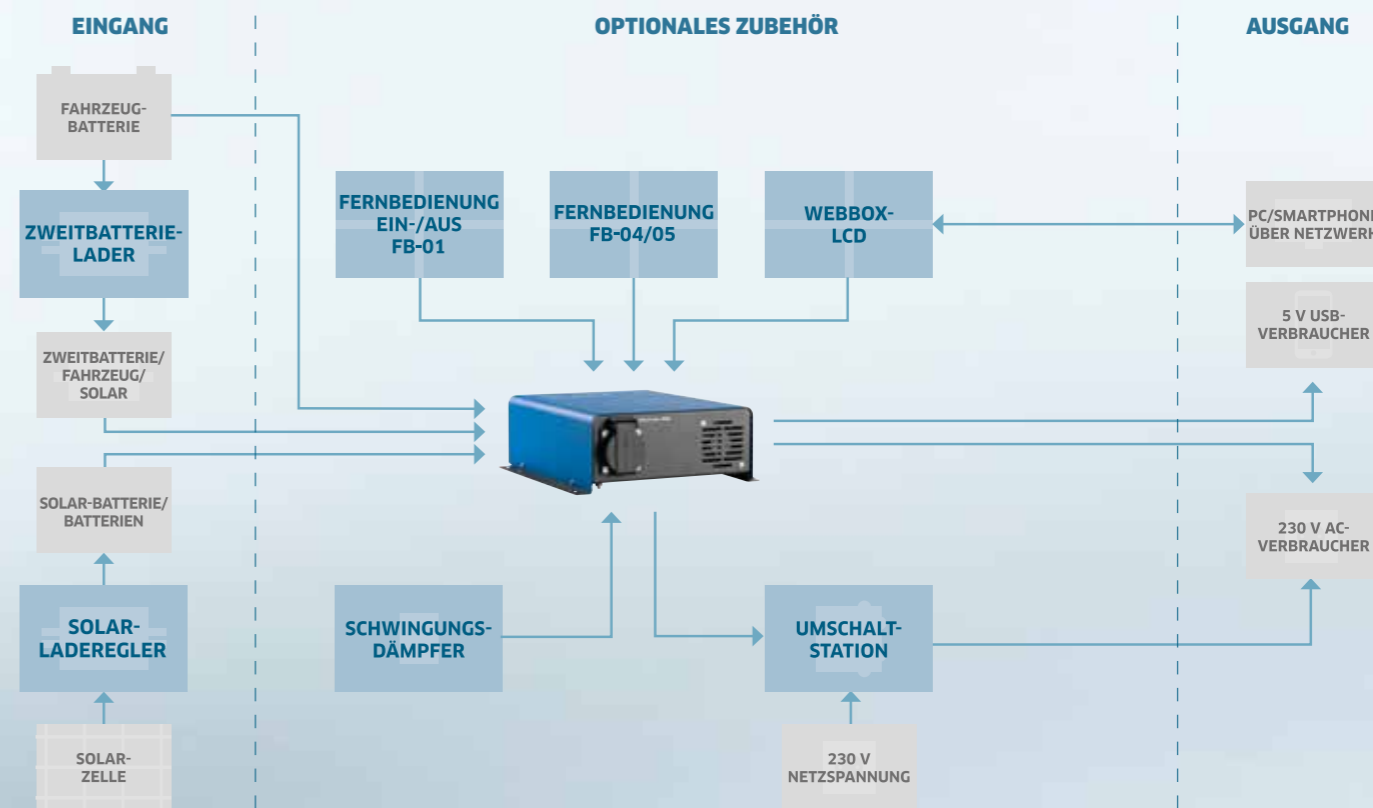 EINGANG
OPTIONALES ZUBEHÖR
AUSGANG
FAHRZEUG-
BATTERIE
ZWEITBATTERIE-
LADER
ZWEITBATTERIE/
FAHRZEUG/
SOLAR
SOLAR-BATTERIE/
BATTERIEN
SOLAR-
LADEREGLER
SOLAR-
ZELLE
FERNBEDIENUNG
EIN-/AUS
FB-01
FERNBEDIENUNG
FB-04/05
WEBBOX-
LCD
SCHWINGUNGS-
DÄMPFER
UMSCHALT-
STATION
230 V
NETZSPANNUNG
PC/SMARTPHONE
ÜBER NETZWERK
5 V USB-
VERBRAUCHER
230 V AC-
VERBRAUCHER